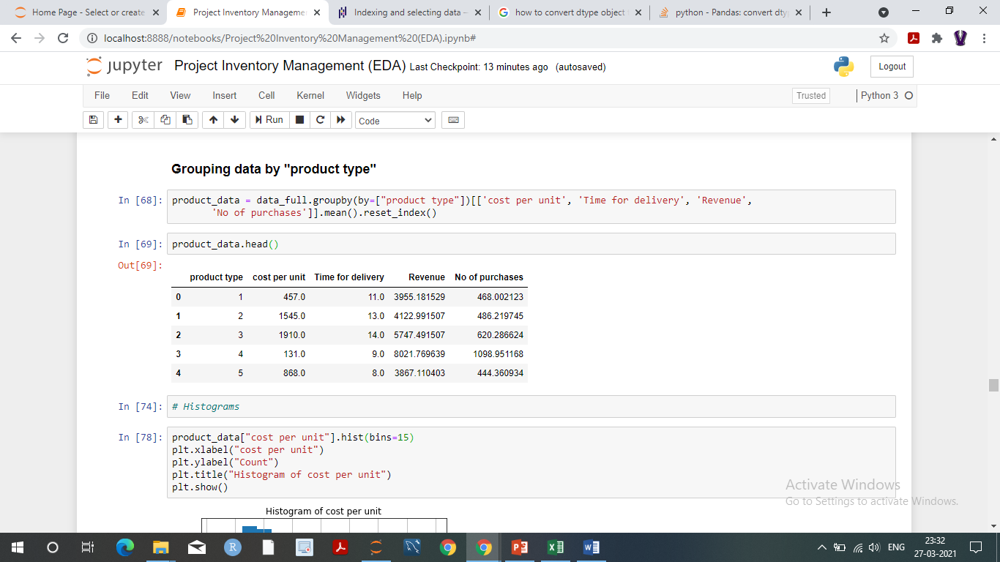 Home Page - Select or create
Project Inventory Managemen
Indexing and selecting data —
how to convert dtype object t
python - Pandas: convert dtyp
localhost:8888/notebooks/Project%20Inventory%20Management%20(EDA).ipynb#
jupyter Project Inventory Management (EDA) Last Checkpoint: 13 minutes ago (autosaved)
Logout
File Edit View Insert Cell Kernel Widgets Help
Trusted
Python 3
Run
Code
Grouping data by "product type"
In [68]: product_data = data_full.groupby(by=["product type"])[['cost per unit', 'Time for delivery', 'Revenue',
'No of purchases']].mean().reset_index()
In [69]: product_data.head()
Out[69]:
product type cost per unit Time for delivery Revenue No of purchases
0 1 457.0 11.0 3955.181529 468.002123
1 2 1545.0 13.0 4122.991507 486.219745
2 3 1910.0 14.0 5747.491507 620.286624
3 4 131.0 9.0 8021.769639 1098.951168
4 5 868.0 8.0 3867.110403 444.360934
In [74]: # Histograms
In [78]: product_data["cost per unit"].hist(bins=15)
plt.xlabel("cost per unit")
plt.ylabel("Count")
plt.title("Histogram of cost per unit")
plt.show()
Histogram of cost per unit
Activate Windows
Go to Settings to activate Windows.
ENG
23:32
27-03-2021